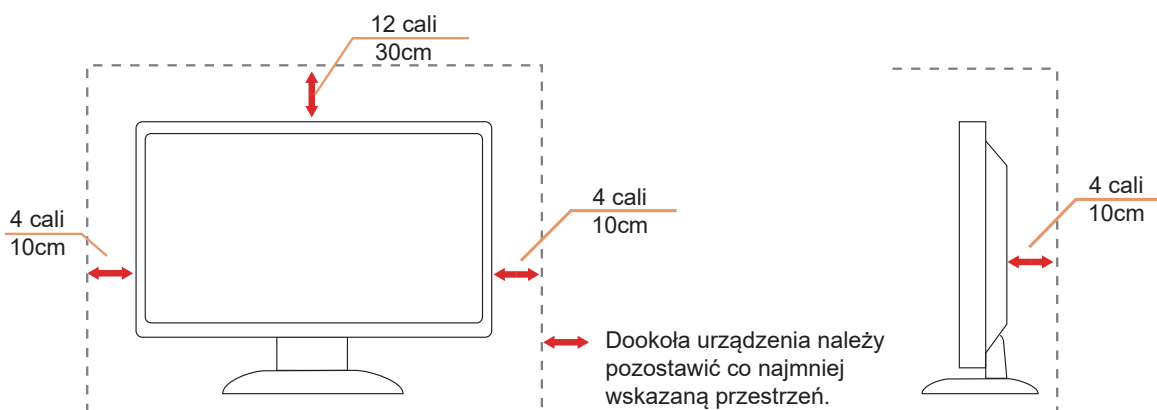 12 cali
30cm
4 cali
10cm
4 cali
10cm
4 cali
10cm
Dookoła urządzenia należy
pozostawić co najmniej
wskazaną przestrzeń.